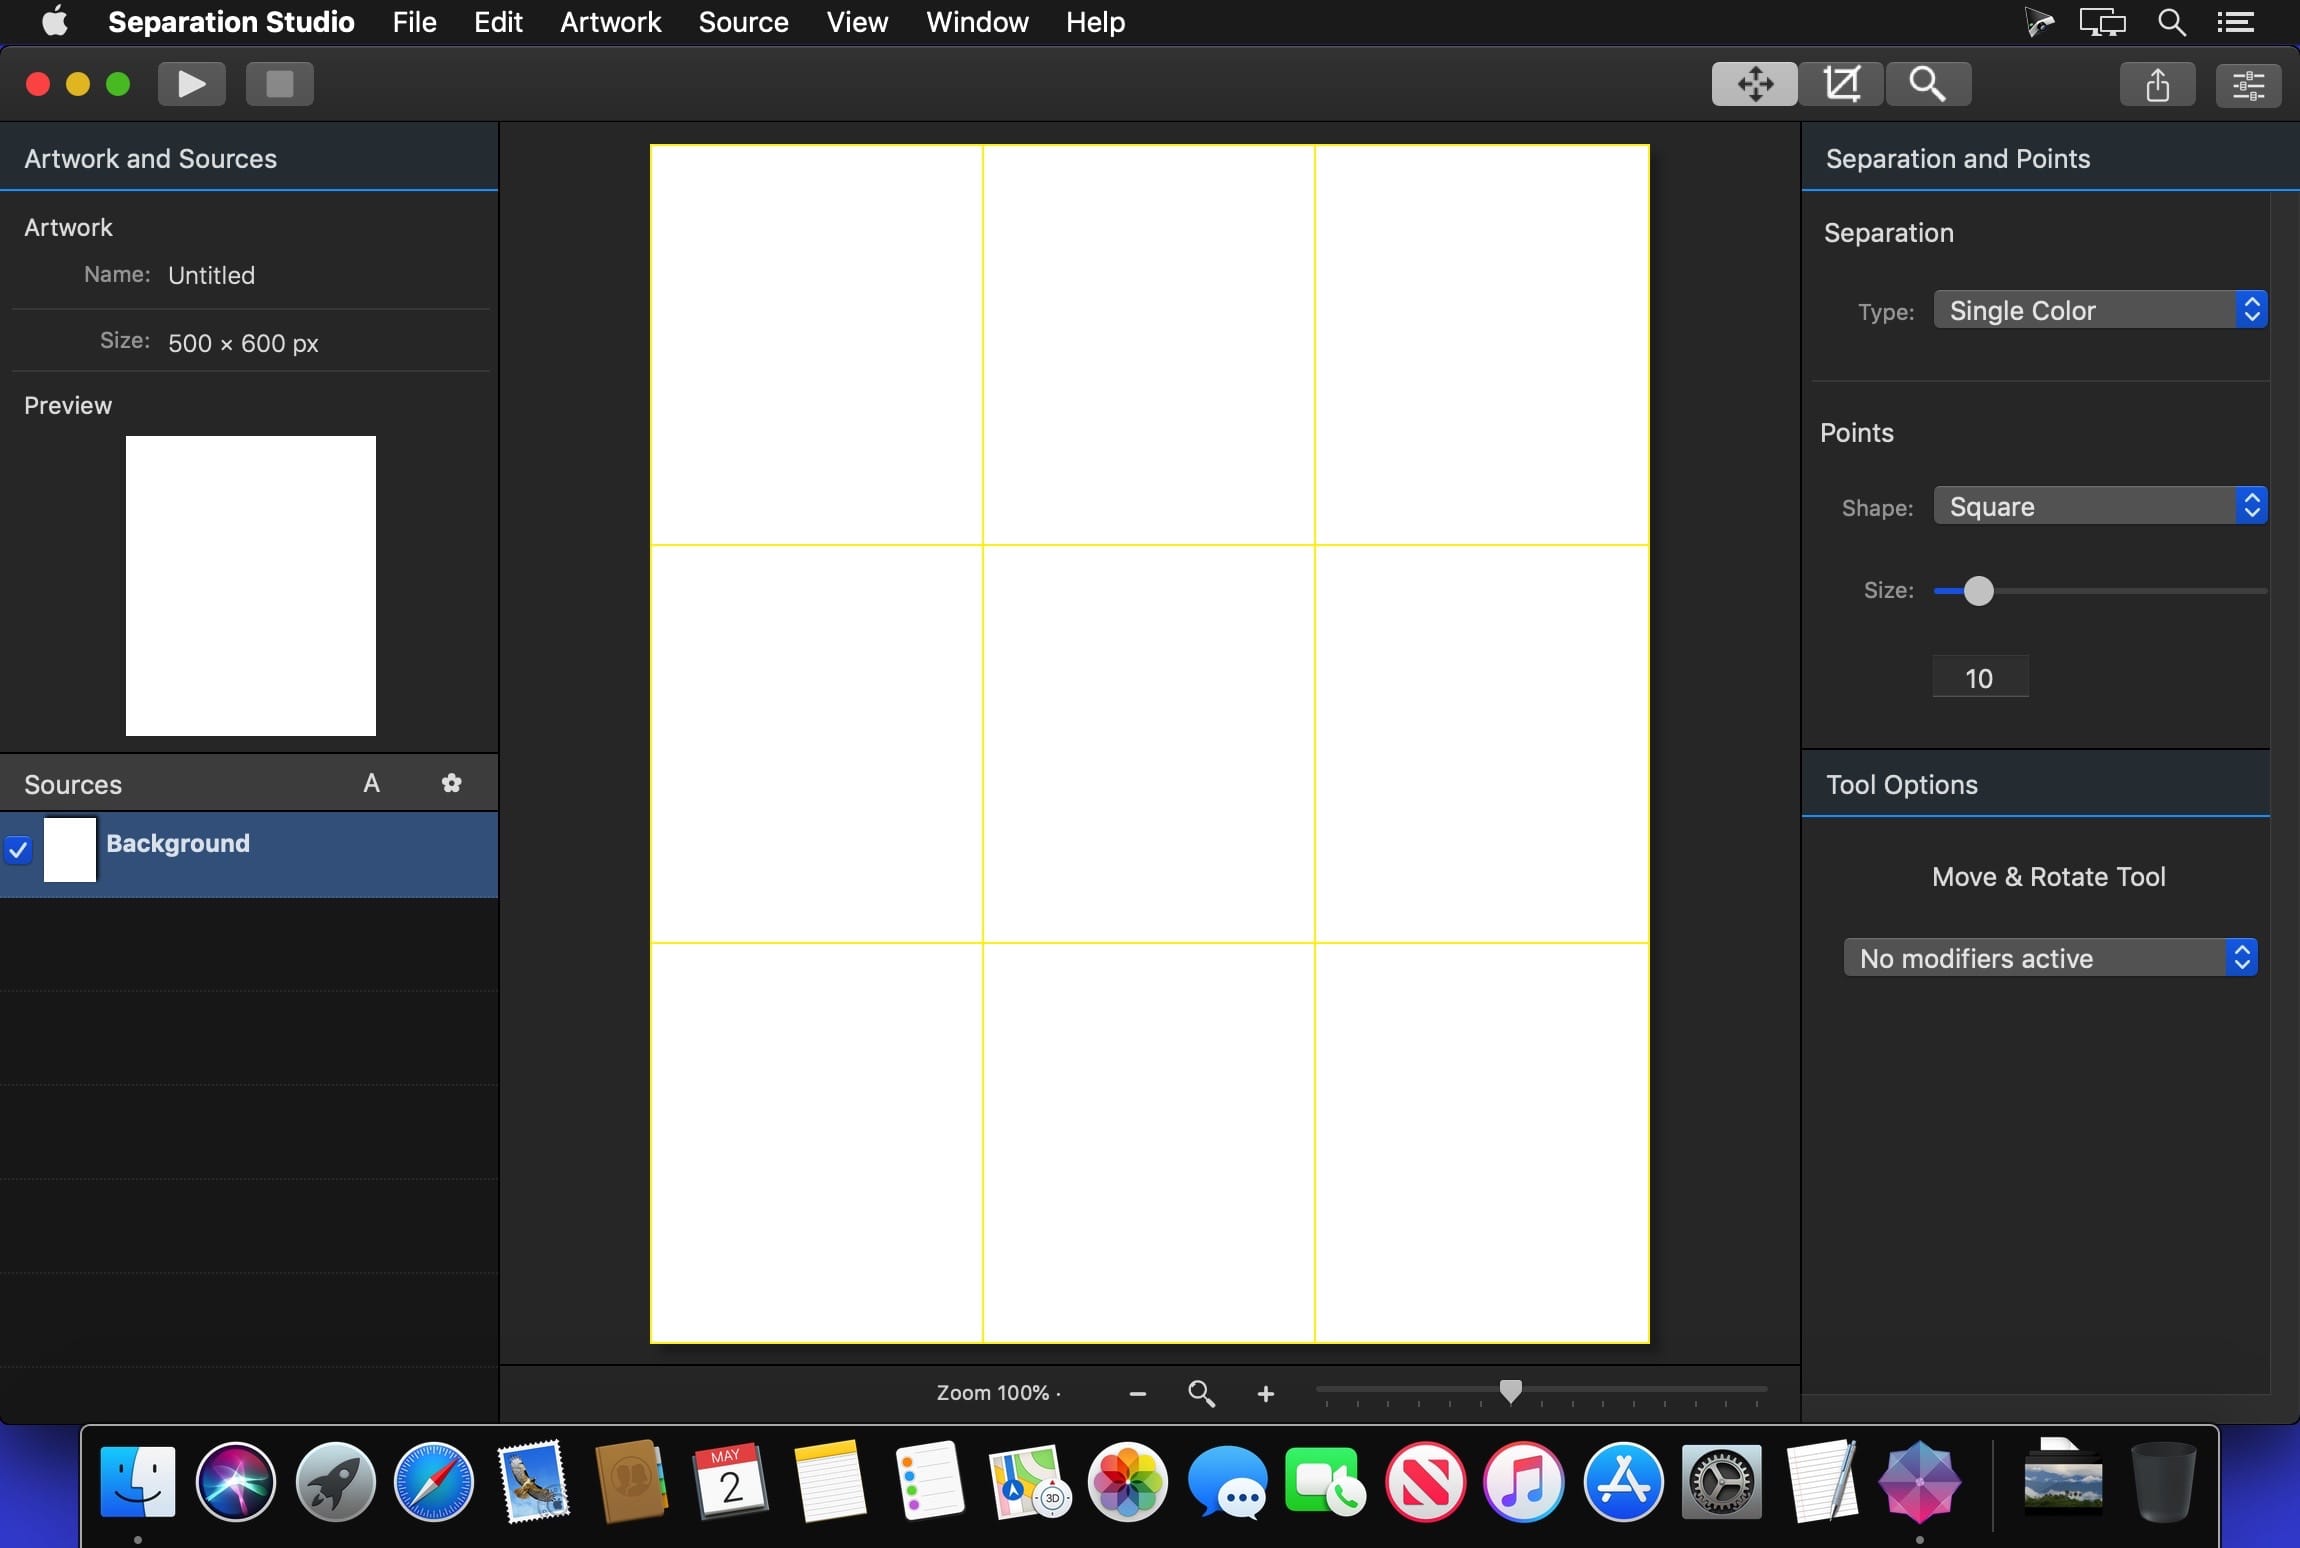 Separation Studio File Edit Artwork Source View Window Help
Artwork and Sources
Artwork
Name: Untitled
Size: 500 × 600 px
Preview
Sources A
Background
Zoom 100%
Separation and Points
Separation
Type: Single Color
Points
Shape: Square
Size:
10
Tool Options
Move & Rotate Tool
No modifiers active
MAY
2
3D